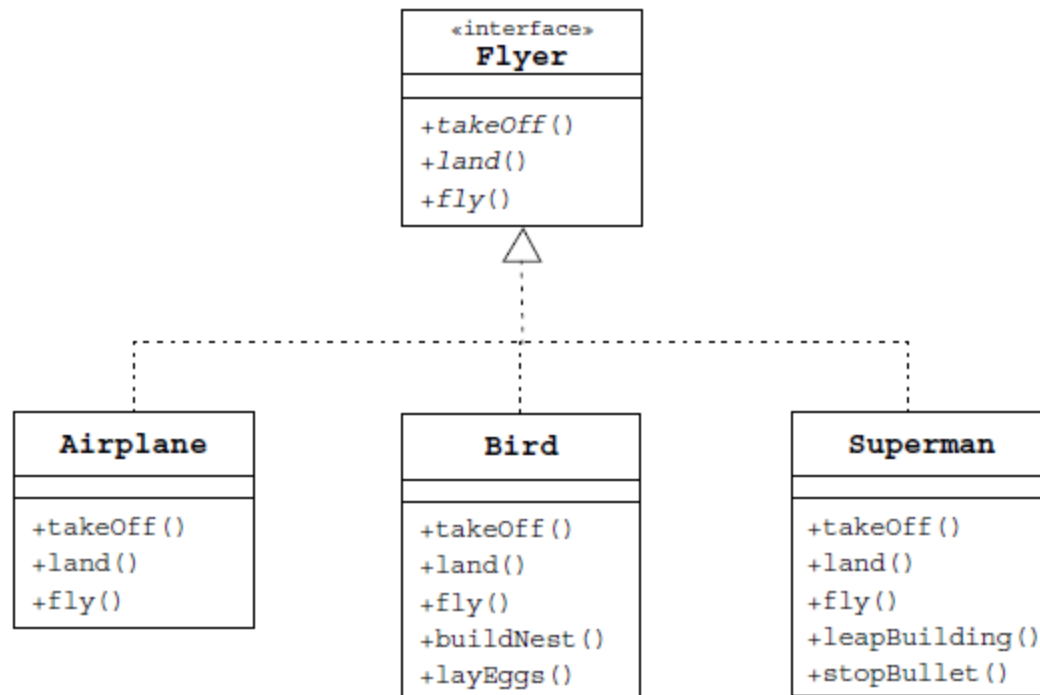 «interface»
Flyer
+takeOff()
+land()
+fly()
Airplane
+takeOff()
+land()
+fly()
Bird
+takeOff()
+land()
+fly()
+buildNest()
+layEggs()
Superman
+takeOff()
+land()
+fly()
+leapBuilding()
+stopBullet()